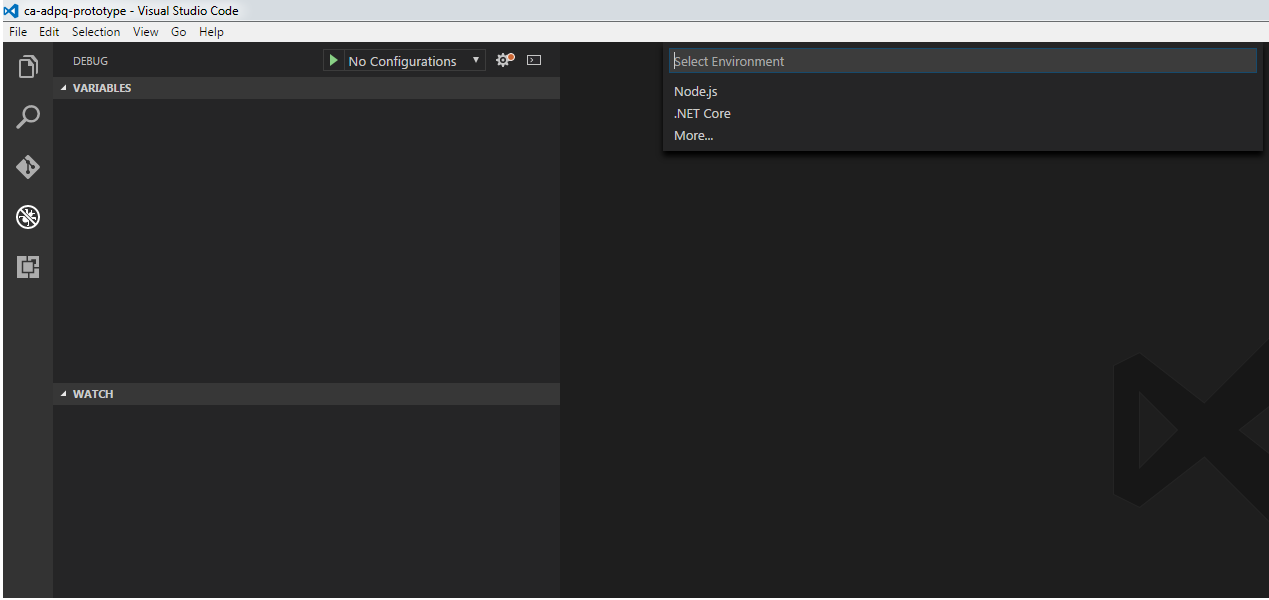 ca-adpq-prototype - Visual Studio Code
File Edit Selection View Go Help
DEBUG No Configurations
VARIABLES
WATCH
Select Environment
Node.js
.NET Core
More...